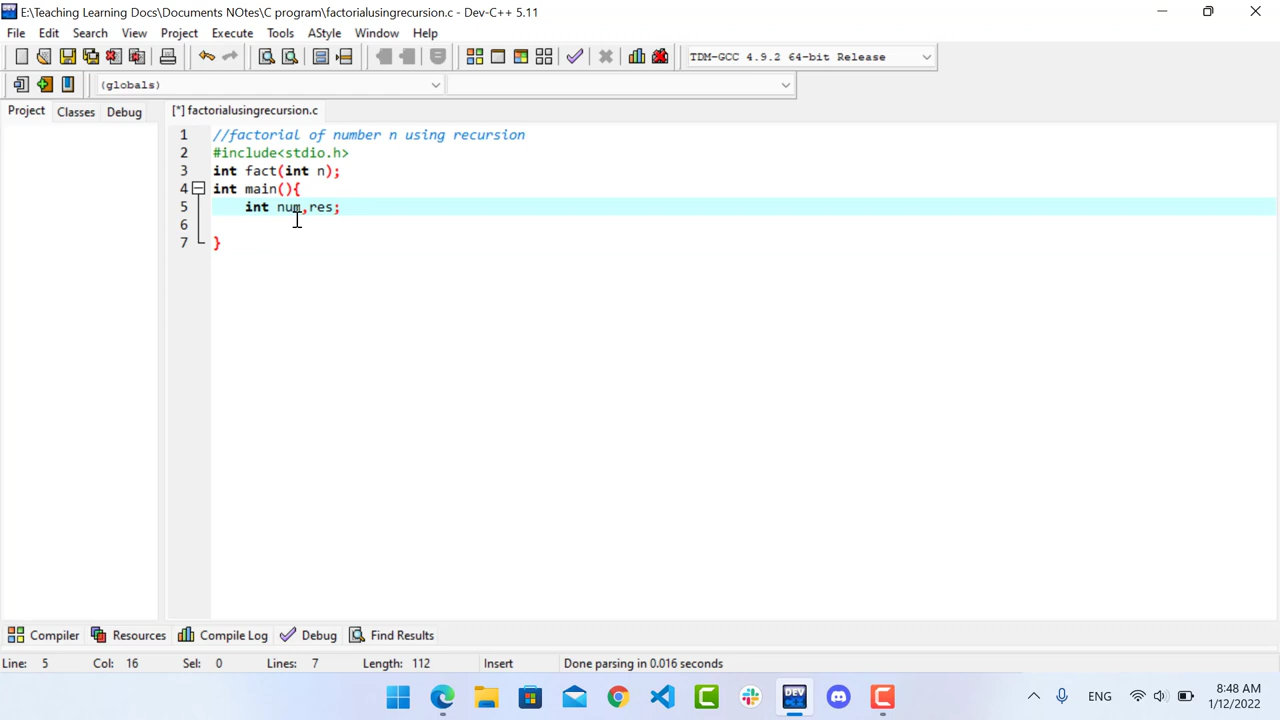 E:\Teaching Learning Docs\Documents NOtes\C program\factorialusingrecursion.c - Dev-C++ 5.11
File Edit Search View Project Execute Tools AStyle Window Help
TDM-GCC 4.9.2 64-bit Release
(globals)
Project Classes Debug [*] factorialusingrecursion.c
1 //factorial of number n using recursion
2 #include<stdio.h>
3 int fact(int n);
4 int main(){
5 int num,res;
6
7 }
Compiler Resources Compile Log Debug Find Results
Line: 5 Col: 16 Sel: 0 Lines: 7 Length: 112 Insert Done parsing in 0.016 seconds
DEV ENG 8:48 AM
1/12/2022